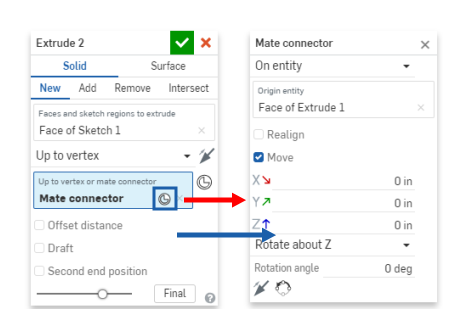 Extrude 2
Solid Surface
New Add Remove Intersect
Faces and sketch regions to extrude
Face of Sketch 1
Up to vertex
Up to vertex or mate connector
Mate connector
Offset distance
Draft
Second end position
Final
Mate connector
On entity
Origin entity
Face of Extrude 1
Realign
Move
X 0 in
Y 0 in
Z 0 in
Rotate about Z
Rotation angle 0 deg